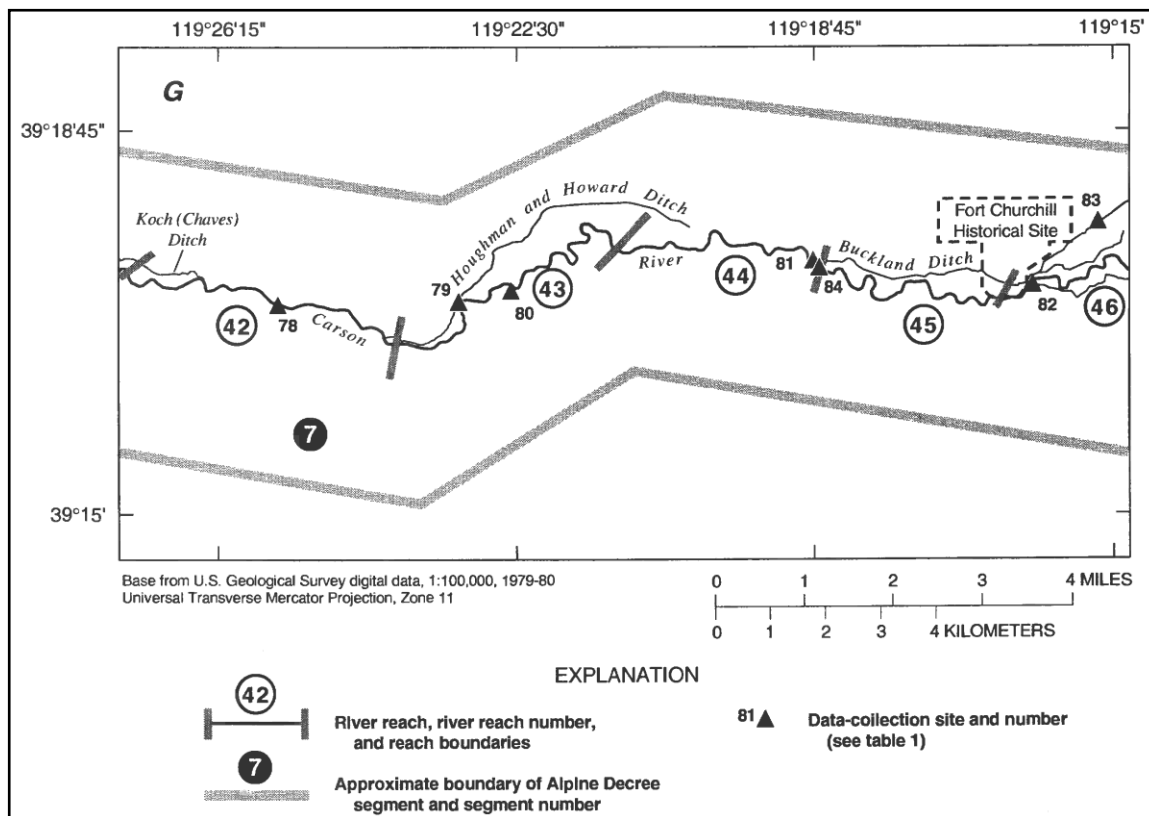 119°26'15" 119°22'30" 119°18'45" 119°15'
G
39°18'45"
Koch (Chaves)
Ditch
Houghman and Howard Ditch
Fort Churchill
Historical Site
83
River
Buckland Ditch
81
84
79
80
43
44
82
46
42
78
Carson
45
7
39°15'
Base from U.S. Geological Survey digital data, 1:100,000, 1979-80
Universal Transverse Mercator Projection, Zone 11
0 1 2 3 4 MILES
0 1 2 3 4 KILOMETERS
EXPLANATION
42
River reach, river reach number,
and reach boundaries
81 Data-collection site and number
(see table 1)
7
Approximate boundary of Alpine Decree
segment and segment number